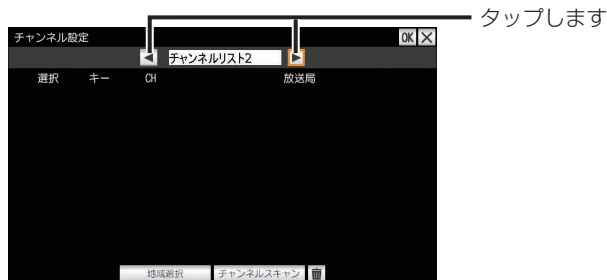 タップします
チャンネル設定 OK
チャンネルリスト2
選択 キー CH 放送局
地域選択 チャンネルスキャン